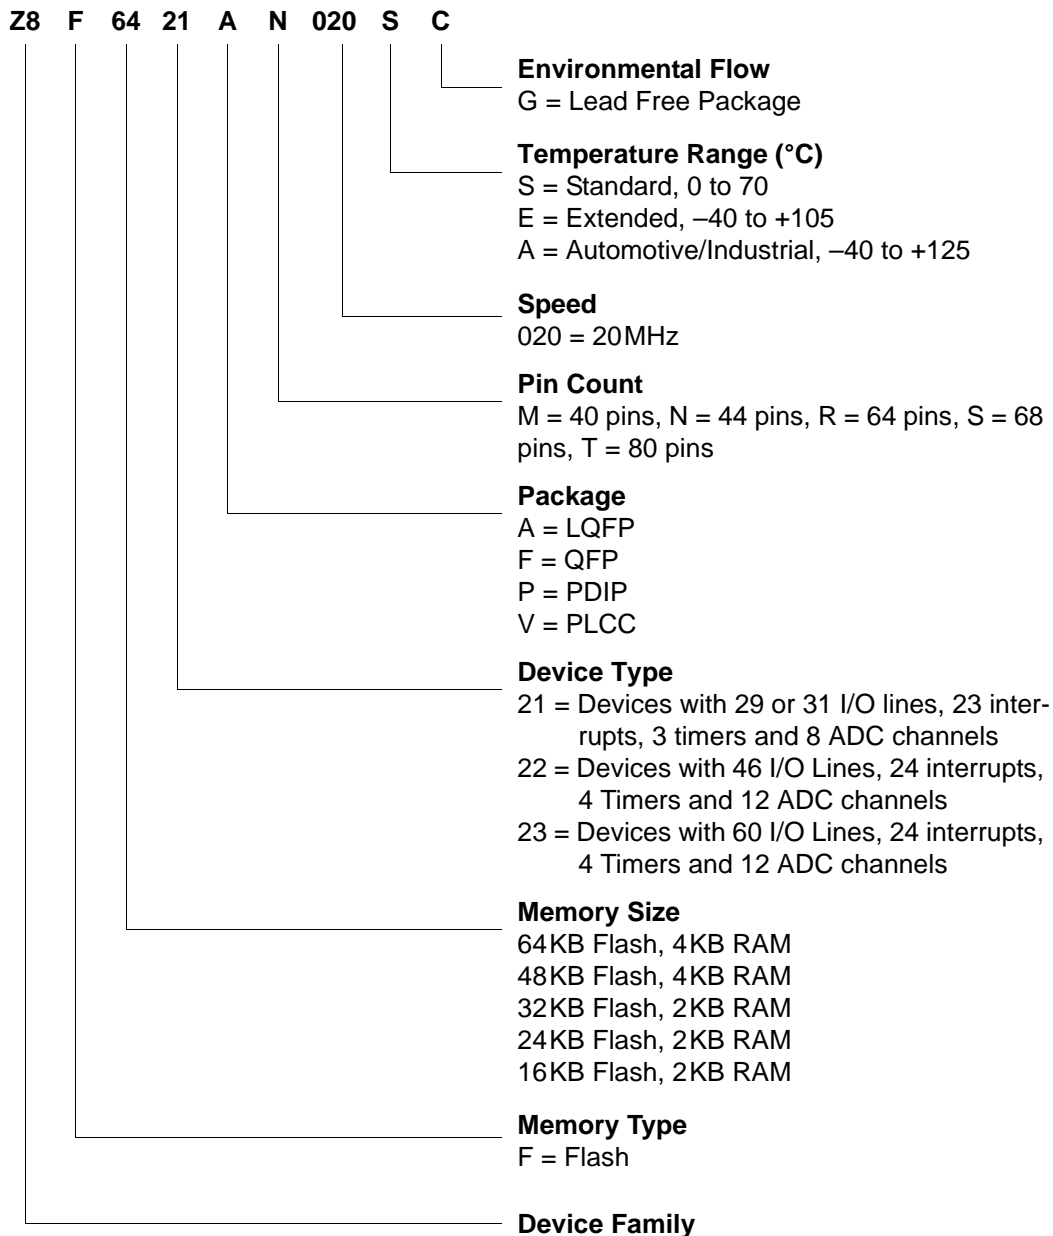 Z8 F 64 21 A N 020 S C
Environmental Flow
G = Lead Free Package
Temperature Range (°C)
S = Standard, 0 to 70
E = Extended, –40 to +105
A = Automotive/Industrial, –40 to +125
Speed
020 = 20MHz
Pin Count
M = 40 pins, N = 44 pins, R = 64 pins, S = 68
pins, T = 80 pins
Package
A = LQFP
F = QFP
P = PDIP
V = PLCC
Device Type
21 = Devices with 29 or 31 I/O lines, 23 inter-
rupts, 3 timers and 8 ADC channels
22 = Devices with 46 I/O Lines, 24 interrupts,
4 Timers and 12 ADC channels
23 = Devices with 60 I/O Lines, 24 interrupts,
4 Timers and 12 ADC channels
Memory Size
64KB Flash, 4KB RAM
48KB Flash, 4KB RAM
32KB Flash, 2KB RAM
24KB Flash, 2KB RAM
16KB Flash, 2KB RAM
Memory Type
F = Flash
Device Family